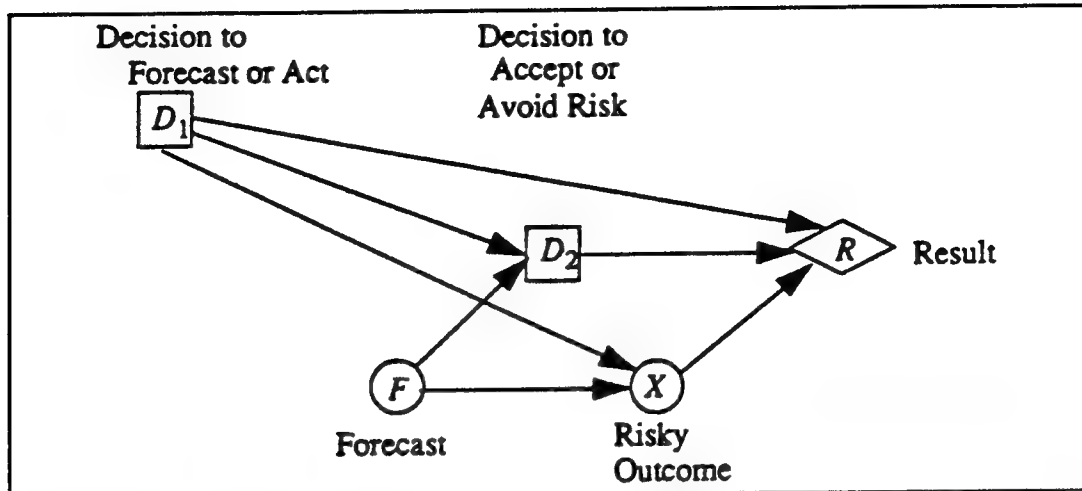 Decision to
Forecast or Act
Decision to
Accept or
Avoid Risk
D1
D2
R
Result
F
X
Forecast
Risky
Outcome